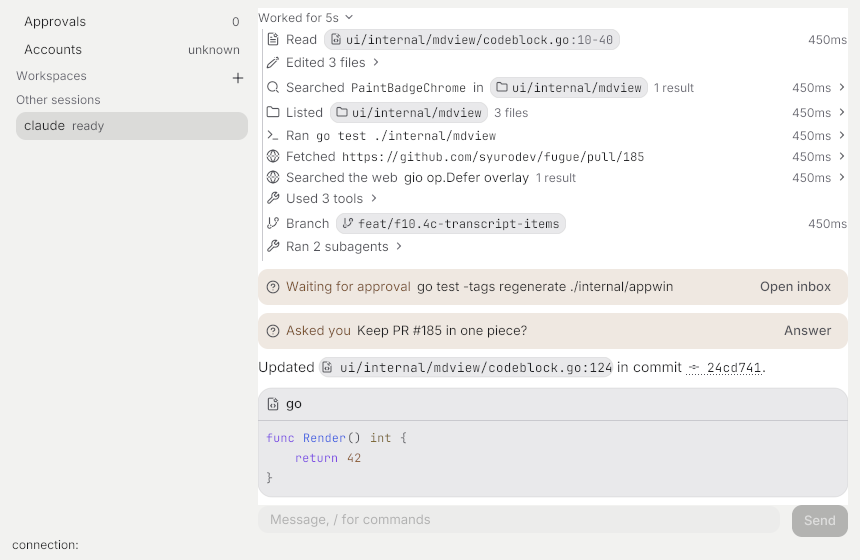 Approvals 0
Accounts unknown
Workspaces +
Other sessions
claude ready
connection:
Worked for 5s
Read ui/internal/mdview/codeblock.go:10-40 450ms
Edited 3 files
Searched PaintBadgeChrome in ui/internal/mdview 1 result 450ms
Listed ui/internal/mdview 3 files 450ms
Ran go test ./internal/mdview 450ms
Fetched https://github.com/syurodev/fugue/pull/185 450ms
Searched the web gio op.Defer overlay 1 result 450ms
Used 3 tools
Branch feat/f10.4c-transcript-items 450ms
Ran 2 subagents
Waiting for approval go test -tags regenerate ./internal/appwin Open inbox
Asked you Keep PR #185 in one piece? Answer
Updated ui/internal/mdview/codeblock.go:124 in commit 24cd741.
go
func Render() int {
    return 42
}
Message, / for commands Send